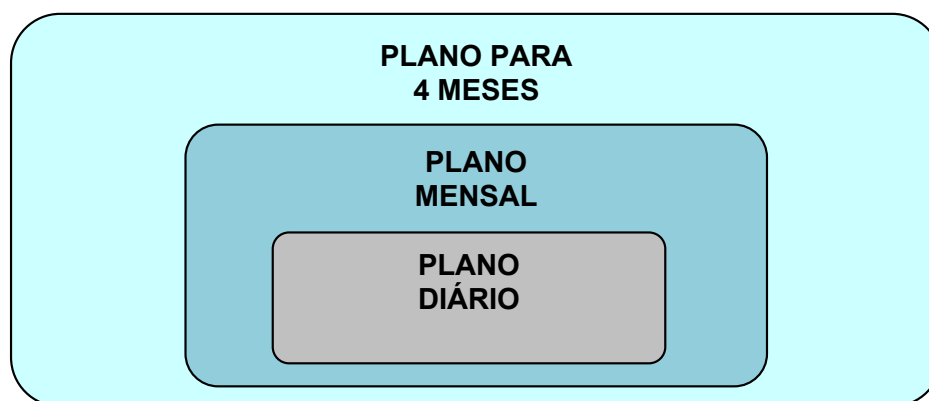 PLANO PARA
4 MESES
PLANO
MENSAL
PLANO
DIÁRIO